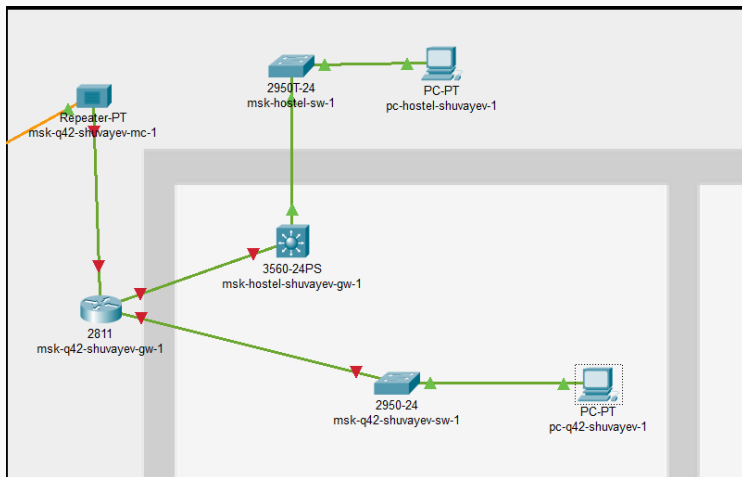 2950T-24
msk-hostel-sw-1
PC-PT
pc-hostel-shuvayev-1
Repeater-PT
msk-q42-shuvayev-mc-1
3560-24PS
msk-hostel-shuvayev-gw-1
2811
msk-q42-shuvayev-gw-1
2950-24
msk-q42-shuvayev-sw-1
PC-PT
pc-q42-shuvayev-1